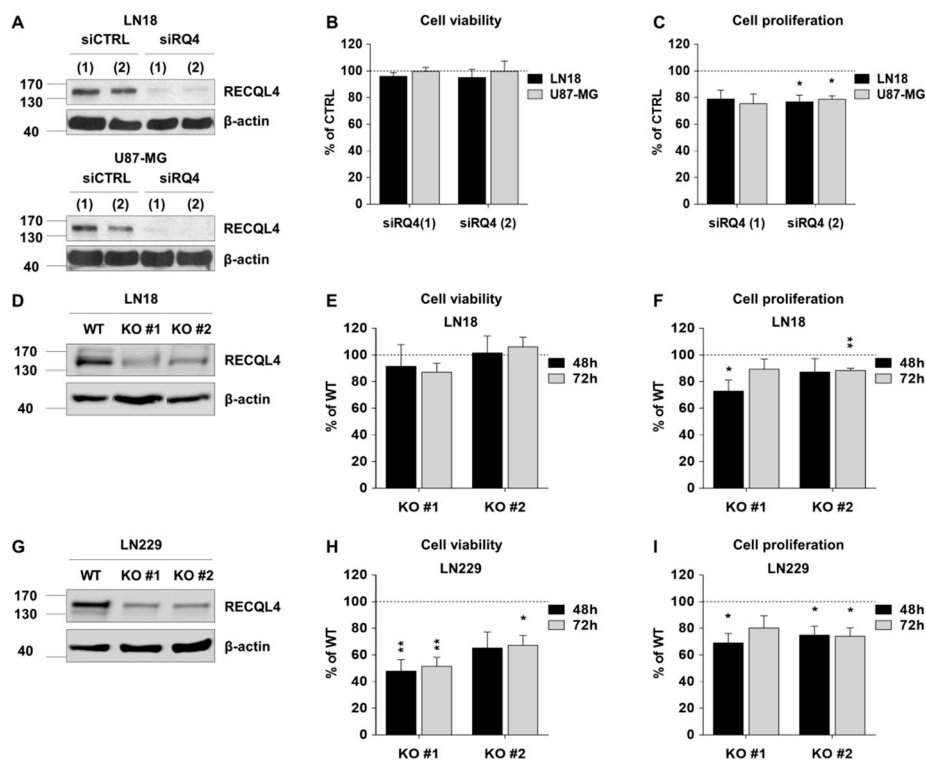 A
LN18
siCTRL siRQ4
(1) (2) (1) (2)
170
130
40
RECQL4
β-actin
U87-MG
siCTRL siRQ4
(1) (2) (1) (2)
170
130
40
RECQL4
β-actin
B
Cell viability
% of CTRL
120
100
80
60
40
20
0
siRQ4(1) siRQ4 (2)
LN18
U87-MG
C
Cell proliferation
% of CTRL
120
100
80
60
40
20
0
* *
siRQ4 (1) siRQ4 (2)
LN18
U87-MG
D
LN18
WT KO #1 KO #2
170
130
40
RECQL4
β-actin
E
Cell viability
LN18
% of WT
120
100
80
60
40
20
0
KO #1 KO #2
48h
72h
F
Cell proliferation
LN18
% of WT
120
100
80
60
40
20
0
* **
KO #1 KO #2
48h
72h
G
LN229
WT KO #1 KO #2
170
130
40
RECQL4
β-actin
H
Cell viability
LN229
% of WT
120
100
80
60
40
20
0
** ** *
KO #1 KO #2
48h
72h
I
Cell proliferation
LN229
% of WT
120
100
80
60
40
20
0
* * *
KO #1 KO #2
48h
72h